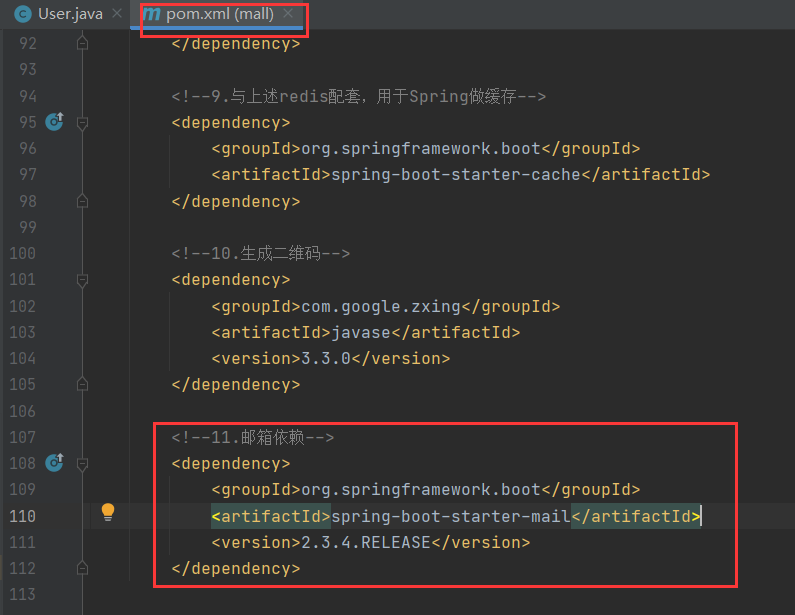 User.java
pom.xml (mall)
92 </dependency>
93
94 <!--9.与上述redis配套，用于Spring做缓存-->
95 <dependency>
96 <groupId>org.springframework.boot</groupId>
97 <artifactId>spring-boot-starter-cache</artifactId>
98 </dependency>
99
100 <!--10.生成二维码-->
101 <dependency>
102 <groupId>com.google.zxing</groupId>
103 <artifactId>javase</artifactId>
104 <version>3.3.0</version>
105 </dependency>
106
107 <!--11.邮箱依赖-->
108 <dependency>
109 <groupId>org.springframework.boot</groupId>
110 <artifactId>spring-boot-starter-mail</artifactId>
111 <version>2.3.4.RELEASE</version>
112 </dependency>
113